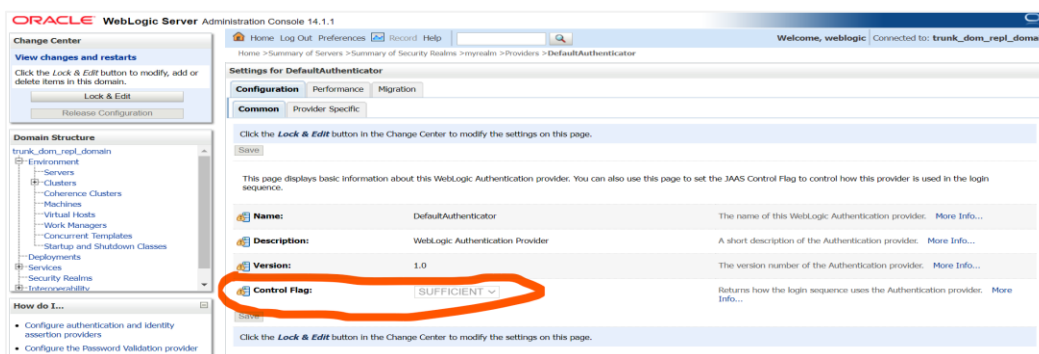 ORACLE WebLogic Server Administration Console 14.1.1
Change Center
View changes and restarts
Click the Lock & Edit button to modify, add or
delete items in this domain.
Lock & Edit
Release Configuration
Domain Structure
trunk_dom_repl_domain
Environment
Servers
Clusters
Coherence Clusters
Machines
Virtual Hosts
Work Managers
Concurrent Templates
Startup and Shutdown Classes
Deployments
Services
Security Realms
Interoperability
How do I...
Configure authentication and identity
assertion providers
Configure the Password Validation provider
Home Log Out Preferences Record Help
Welcome, weblogic Connected to: trunk_dom_repl_doma
Home >Summary of Servers >Summary of Security Realms >myrealm >Providers >DefaultAuthenticator
Settings for DefaultAuthenticator
Configuration Performance Migration
Common Provider Specific
Click the Lock & Edit button in the Change Center to modify the settings on this page.
Save
This page displays basic information about this WebLogic Authentication provider. You can also use this page to set the JAAS Control Flag to control how this provider is used in the login
sequence.
Name: DefaultAuthenticator The name of this WebLogic Authentication provider. More Info...
Description: WebLogic Authentication Provider A short description of the Authentication provider. More Info...
Version: 1.0 The version number of the Authentication provider. More Info...
Control Flag: SUFFICIENT Returns how the login sequence uses the Authentication provider. More
Info...
Save
Click the Lock & Edit button in the Change Center to modify the settings on this page.